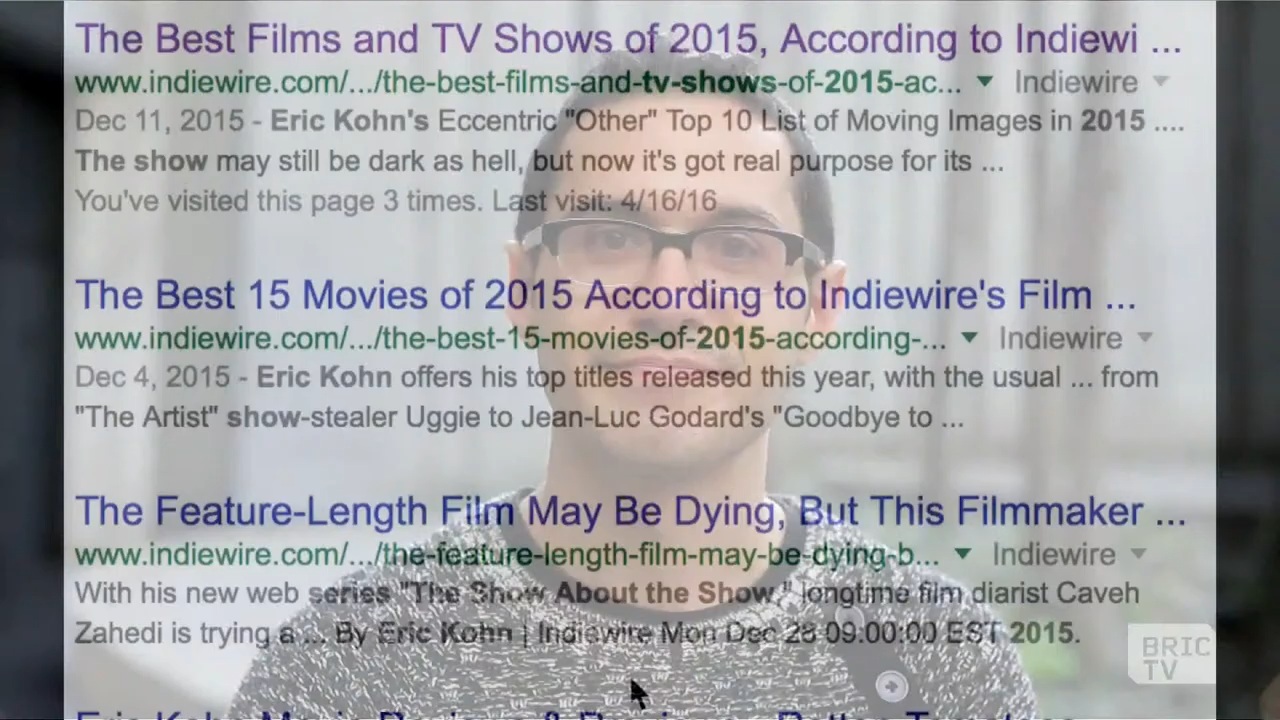 The Best Films and TV Shows of 2015, According to Indiewi ...
www.indiewire.com/.../the-best-films-and-tv-shows-of-2015-ac... Indiewire
Dec 11, 2015 - Eric Kohn's Eccentric "Other" Top 10 List of Moving Images in 2015 ....
The show may still be dark as hell, but now it's got real purpose for its ...
You've visited this page 3 times. Last visit: 4/16/16
The Best 15 Movies of 2015 According to Indiewire's Film ...
www.indiewire.com/.../the-best-15-movies-of-2015-according-... Indiewire
Dec 4, 2015 - Eric Kohn offers his top titles released this year, with the usual ... from
"The Artist" show-stealer Uggie to Jean-Luc Godard's "Goodbye to ...
The Feature-Length Film May Be Dying, But This Filmmaker ...
www.indiewire.com/.../the-feature-length-film-may-be-dying-b... Indiewire
With his new web series "The Show About the Show," longtime film diarist Caveh
Zahedi is trying a ... By Eric Kohn | Indiewire Mon Dec 28 09:00:00 EST 2015.
BRIC
TV
Eric Kohn Movie Reviews & Previews - Rotten Tomatoes